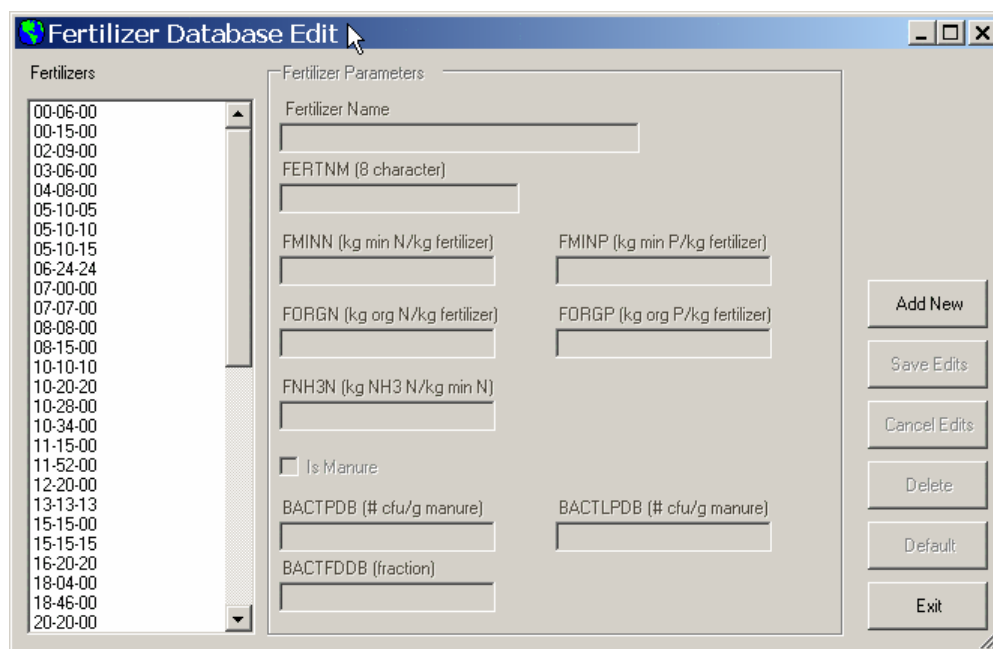 Fertilizer Database Edit
Fertilizers
00-06-00
00-15-00
02-09-00
03-06-00
04-08-00
05-10-05
05-10-10
05-10-15
06-24-24
07-00-00
07-07-00
08-08-00
08-15-00
10-10-10
10-20-20
10-28-00
10-34-00
11-15-00
11-52-00
12-20-00
13-13-13
15-15-00
15-15-15
16-20-20
18-04-00
18-46-00
20-20-00
Fertilizer Parameters
Fertilizer Name
FERTNM (8 character)
FMINN (kg min N/kg fertilizer)
FMINP (kg min P/kg fertilizer)
FORGN (kg org N/kg fertilizer)
FORGP (kg org P/kg fertilizer)
FNH3N (kg NH3 N/kg min N)
Is Manure
BACTPDB (# cfu/g manure)
BACTLPDB (# cfu/g manure)
BACTFDDB (fraction)
Add New
Save Edits
Cancel Edits
Delete
Default
Exit